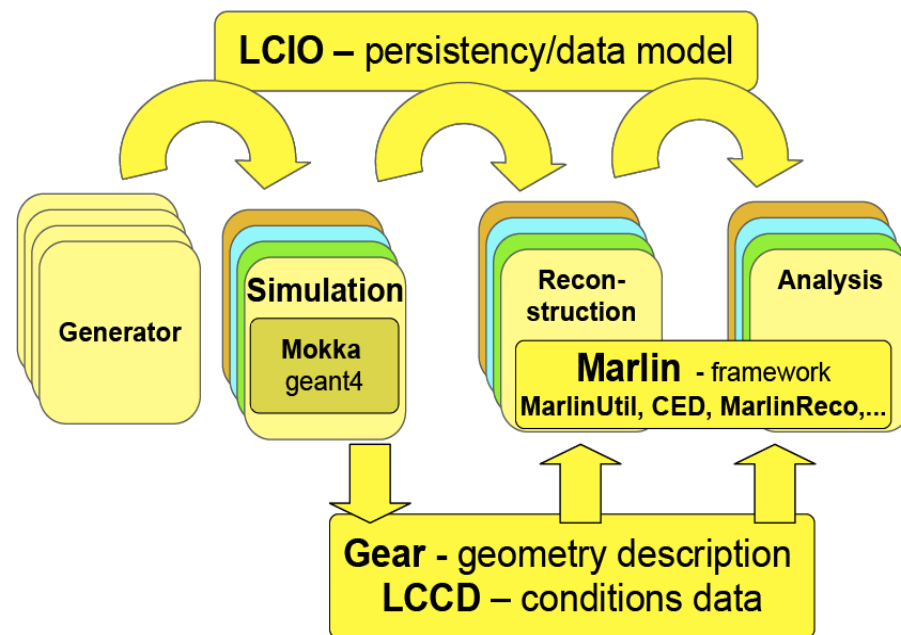 LCIO – persistency/data model
Generator
Simulation
Mokka
geant4
Recon-
struction
Analysis
Marlin - framework
MarlinUtil, CED, MarlinReco,...
Gear - geometry description
LCCD – conditions data